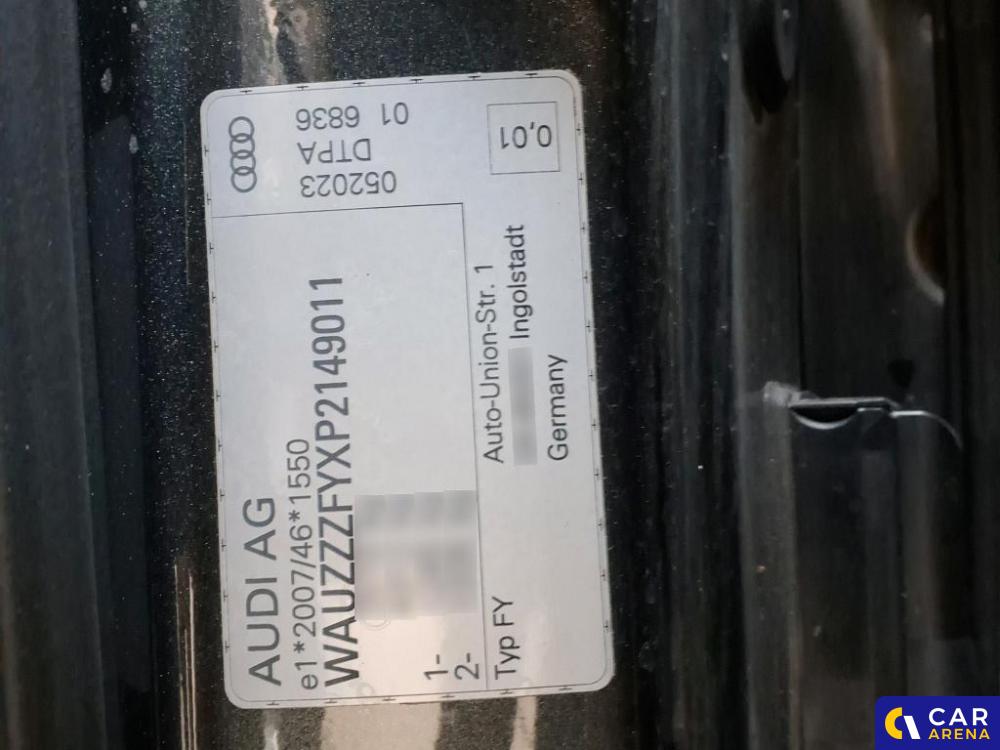 AUDI AG
e1*2007/46*1550
WAUZZZFYXP2149011
1-
2-
Typ FY
Auto-Union-Str. 1
Ingolstadt
Germany
052023
DTPA
01 6836
0,01
CAR
ARENA